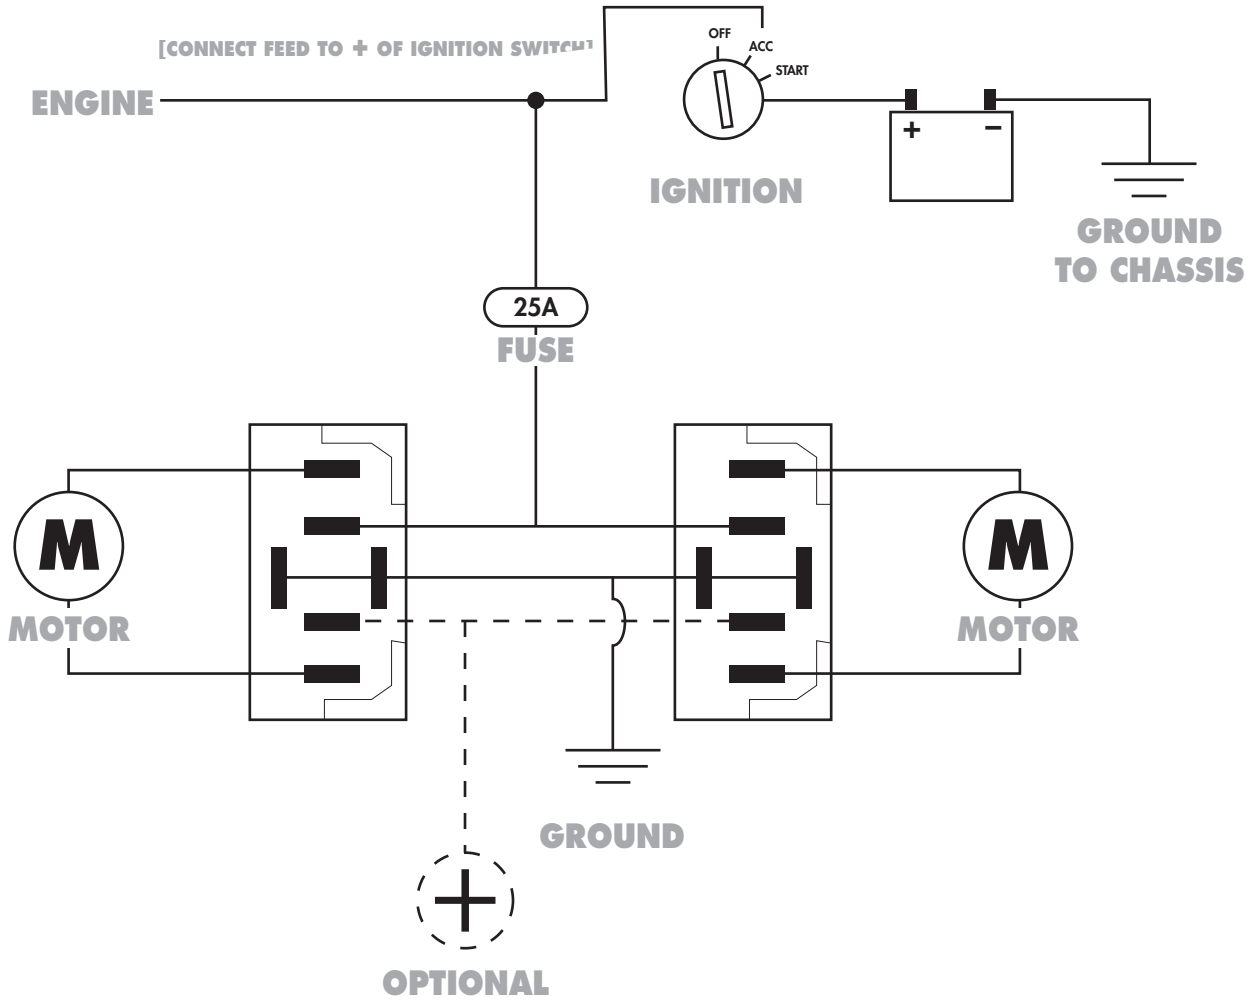 OFF
ACC
START
[CONNECT FEED TO + OF IGNITION SWITCH]
ENGINE
+ −
IGNITION
GROUND
TO CHASSIS
25A
FUSE
M
M
MOTOR
MOTOR
GROUND
+
OPTIONAL